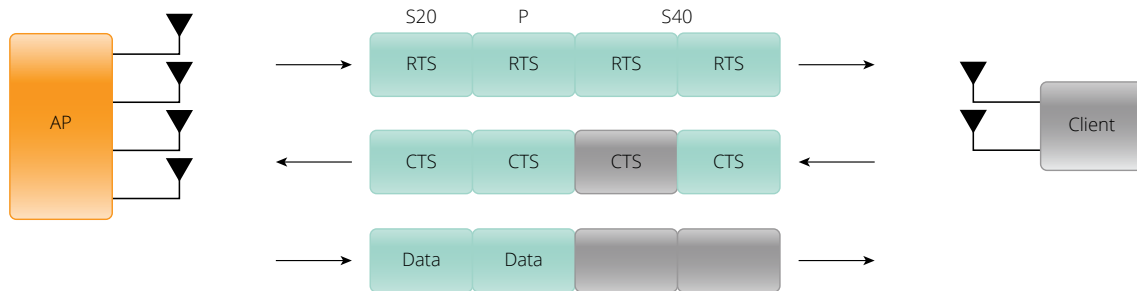 S20 P S40
RTS RTS RTS RTS
AP Client
CTS CTS CTS CTS
Data Data